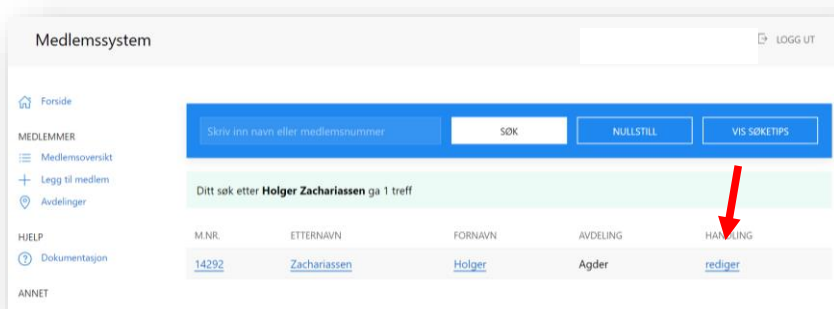 Medlemssystem
LOGG UT
Forside
MEDLEMMER
Medlemsoversikt
Legg til medlem
Avdelinger
HJELP
Dokumentasjon
ANNET
Skriv inn navn eller medlemsnummer
SØK
NULLSTILL
VIS SØKETIPS
Ditt søk etter Holger Zachariassen ga 1 treff
M.NR. ETTERNAVN FORNAVN AVDELING HANDLING
14292 Zachariassen Holger Agder rediger